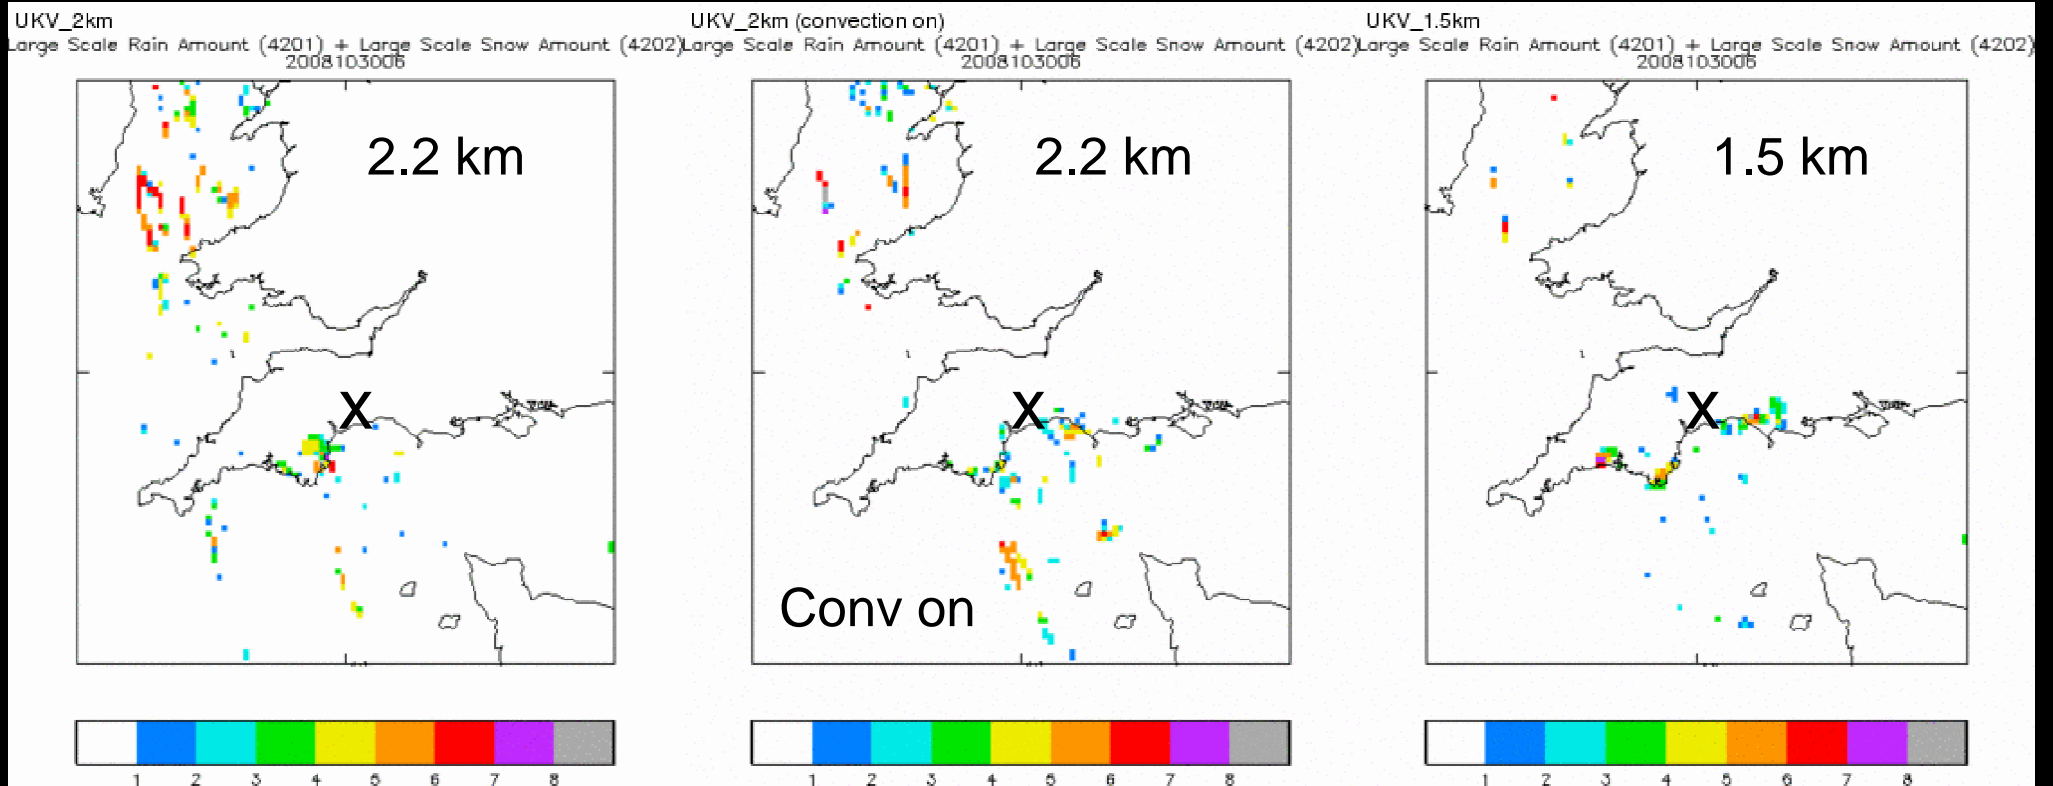 UKV_2km
UKV_2km (convection on)
UKV_1.5km
Large Scale Rain Amount (4201) + Large Scale Snow Amount (4202)
Large Scale Rain Amount (4201) + Large Scale Snow Amount (4202)
Large Scale Rain Amount (4201) + Large Scale Snow Amount (4202)
2008103006
2008103006
2008103006
2.2 km
2.2 km
1.5 km
X
X
X
Conv on
1 2 3 4 5 6 7 8
1 2 3 4 5 6 7 8
1 2 3 4 5 6 7 8